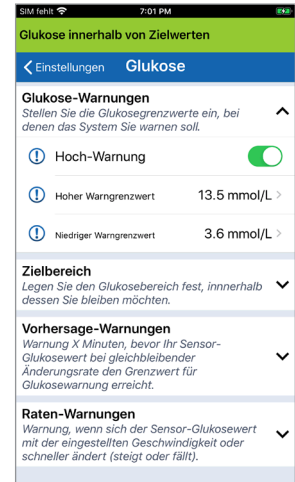 SIM fehlt 7:01 PM
Glukose innerhalb von Zielwerten
Einstellungen Glukose
Glukose-Warnungen
Stellen Sie die Glukosegrenzwerte ein, bei
denen das System Sie warnen soll.
Hoch-Warnung
Hoher Warngrenzwert 13.5 mmol/L
Niedriger Warngrenzwert 3.6 mmol/L
Zielbereich
Legen Sie den Glukosebereich fest, innnerhalb
dessen Sie bleiben möchten.
Vorhersage-Warnungen
Warnung X Minuten, bevor Ihr Sensor-
Glukosewert bei gleichbleibender
Änderungsrate den Grenzwert für
Glukosewarnung erreicht.
Raten-Warnungen
Warnung, wenn sich der Sensor-Glukosewert
mit der eingestellten Geschwindigkeit oder
schneller ändert (steigt oder fällt).